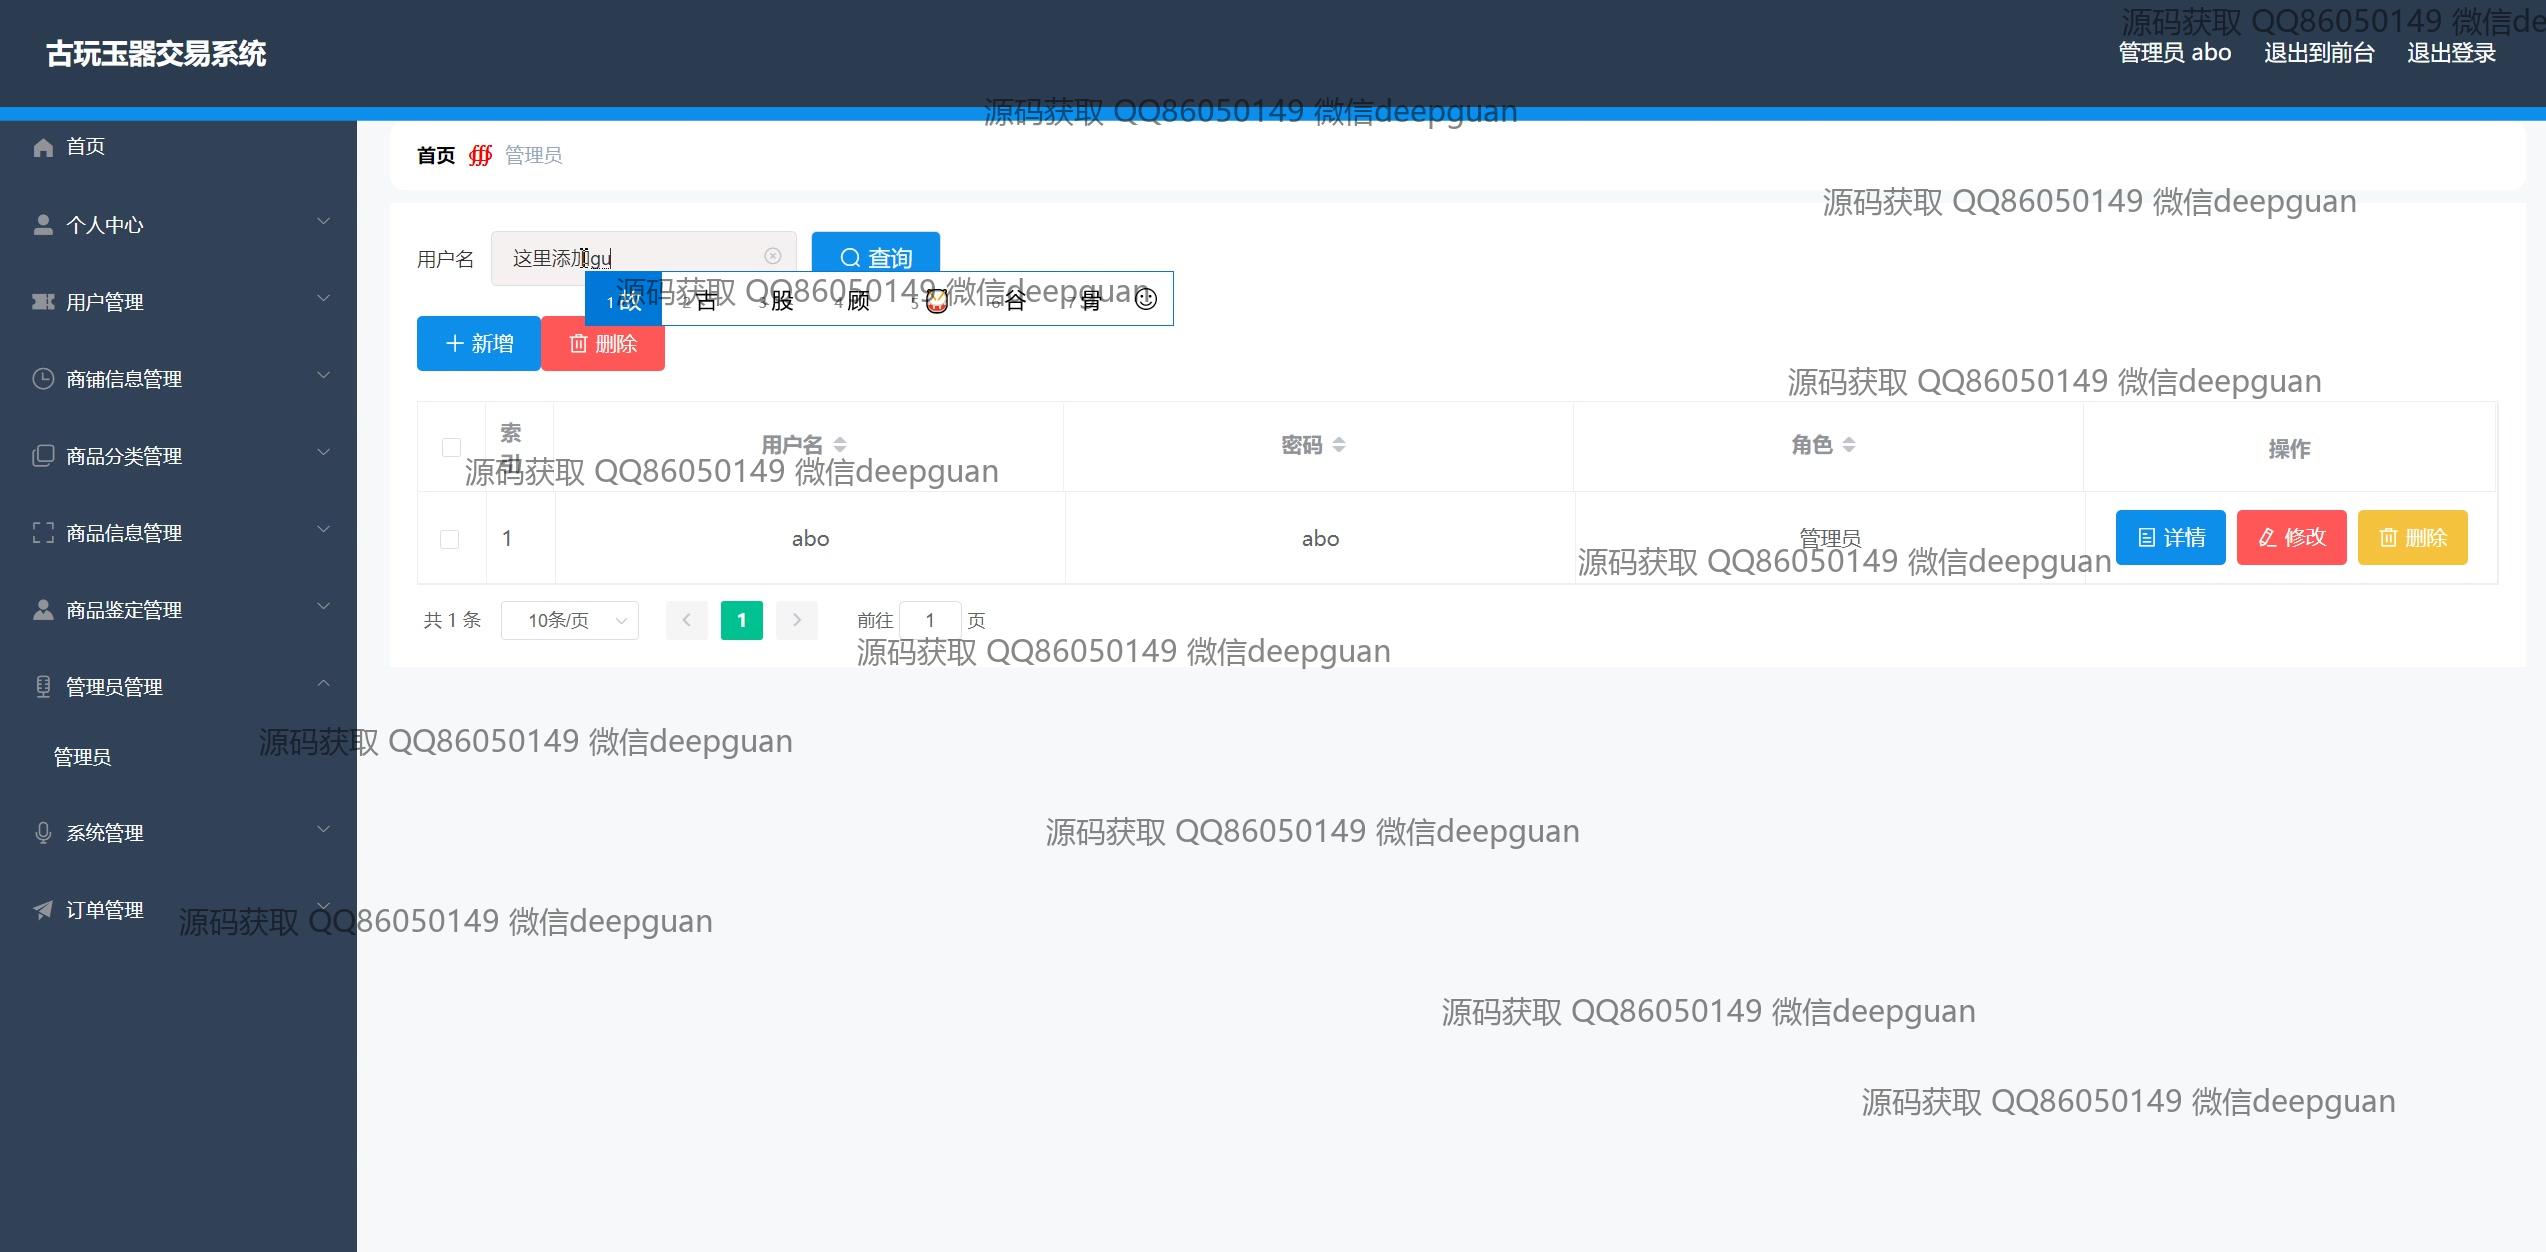 源码获取 QQ86050149 微信de
古玩玉器交易系统
管理员 abo 退出到前台 退出登录
源码获取 QQ86050149 微信deepguan
首页
首页 管理员
源码获取 QQ86050149 微信deepguan
个人中心
用户名 这里添加gu 查询
源码获取 QQ86050149 微信deepguan
用户管理
1 故 2 古 3 股 4 顾 5 6 谷 7
新增 删除
商铺信息管理
源码获取 QQ86050149 微信deepguan
索引 用户名 密码 角色 操作
商品分类管理
源码获取 QQ86050149 微信deepguan
商品信息管理
1 abo abo 管理员 详情 修改 删除
源码获取 QQ86050149 微信deepguan
商品鉴定管理
共 1 条 10条/页 1 前往 1 页
源码获取 QQ86050149 微信deepguan
管理员管理
源码获取 QQ86050149 微信deepguan
管理员
系统管理
源码获取 QQ86050149 微信deepguan
订单管理
源码获取 QQ86050149 微信deepguan
源码获取 QQ86050149 微信deepguan
源码获取 QQ86050149 微信deepguan